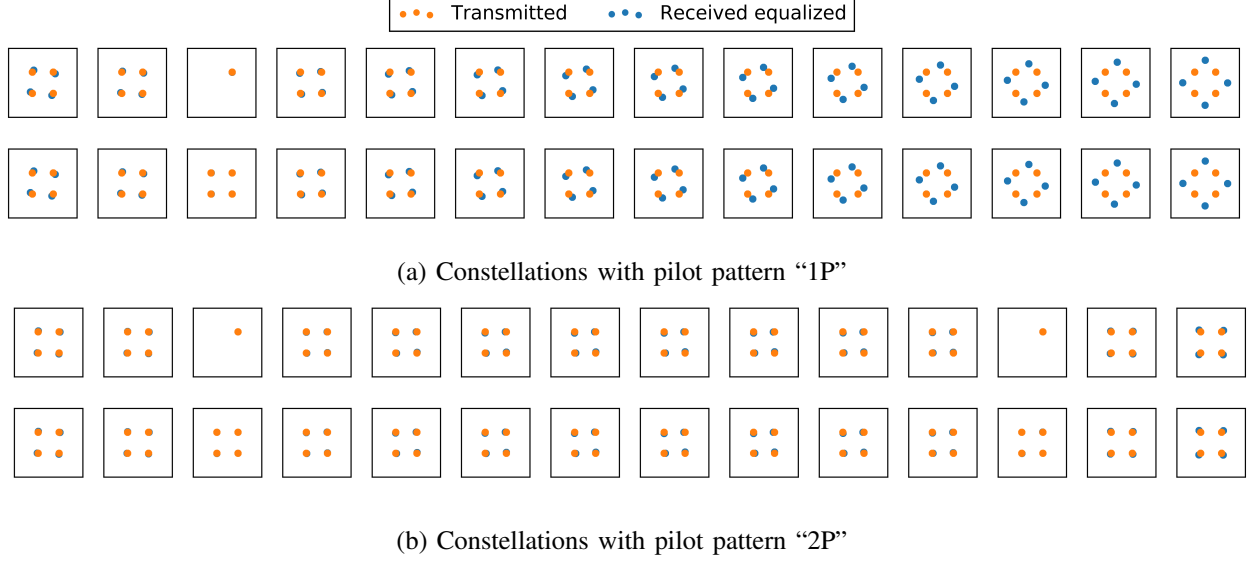 Transmitted Received equalized
(a) Constellations with pilot pattern “1P”
(b) Constellations with pilot pattern “2P”